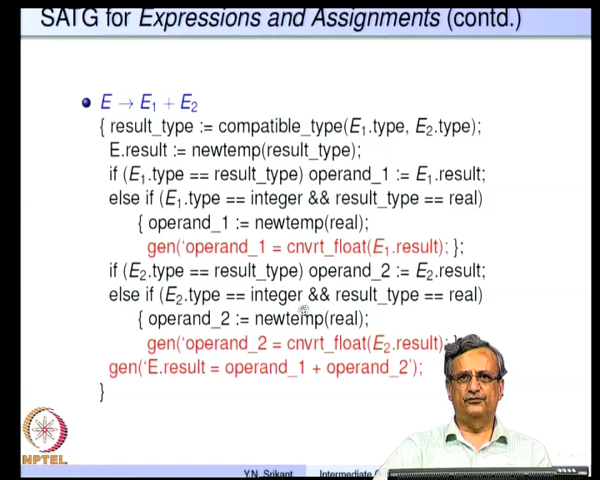 SATG for Expressions and Assignments (contd.)
E → E₁ + E₂
{ result_type := compatible_type(E₁.type, E₂.type);
E.result := newtemp(result_type);
if (E₁.type == result_type) operand_1 := E₁.result;
else if (E₁.type == integer && result_type == real)
{ operand_1 := newtemp(real);
gen(‘operand_1 = cnvrt_float(E₁.result); };
if (E₂.type == result_type) operand_2 := E₂.result;
else if (E₂.type == integer && result_type == real)
{ operand_2 := newtemp(real);
gen(‘operand_2 = cnvrt_float(E₂.result);
gen(‘E.result = operand_1 + operand_2’);
}
NPTEL
Y.N. Srikant Intermediate